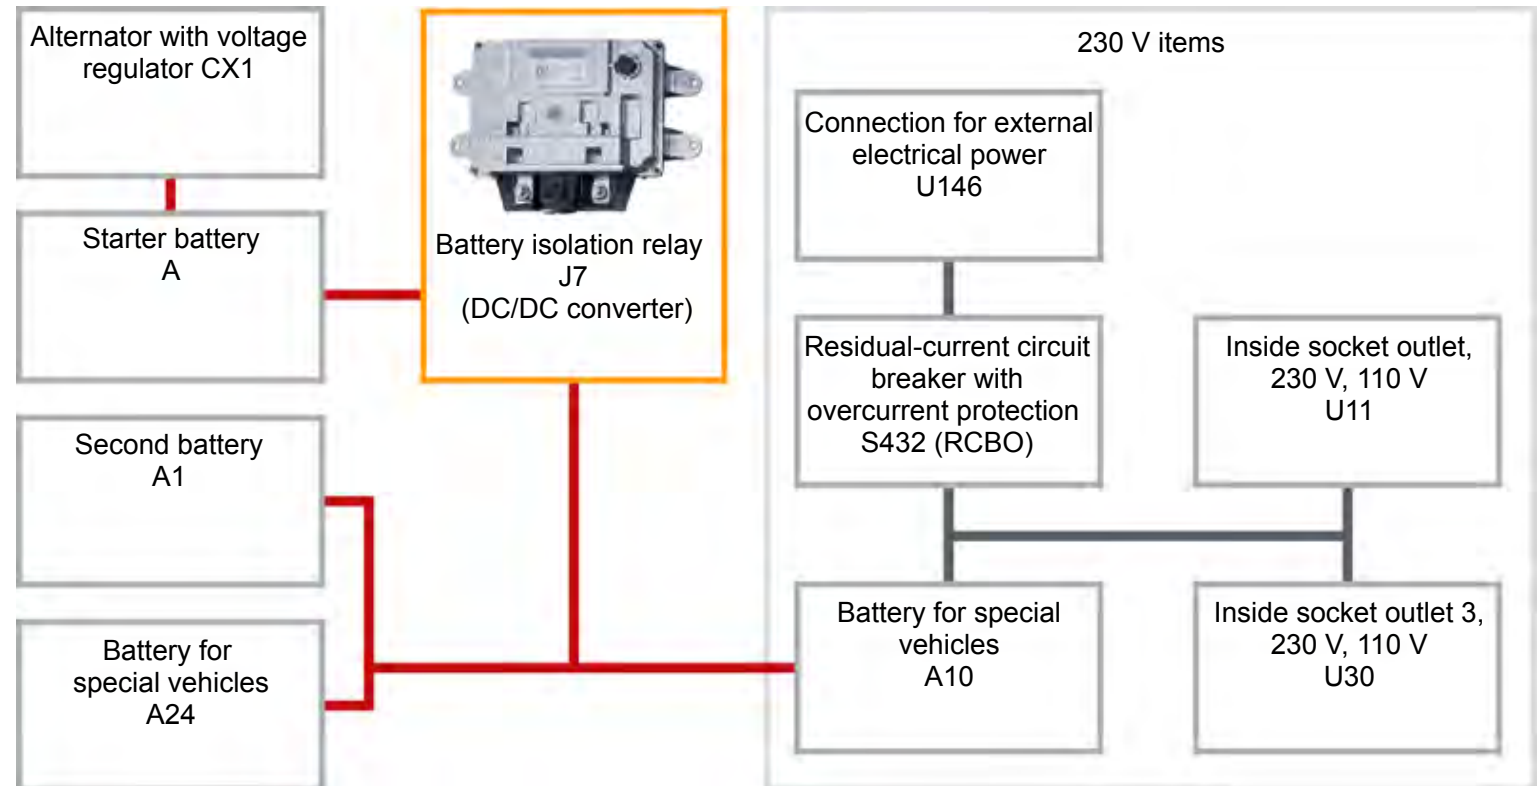 Alternator with voltage
regulator CX1
Starter battery
A
Second battery
A1
Battery for
special vehicles
A24
Battery isolation relay
J7
(DC/DC converter)
230 V items
Connection for external
electrical power
U146
Residual-current circuit
breaker with
overcurrent protection
S432 (RCBO)
Inside socket outlet,
230 V, 110 V
U11
Battery for special
vehicles
A10
Inside socket outlet 3,
230 V, 110 V
U30